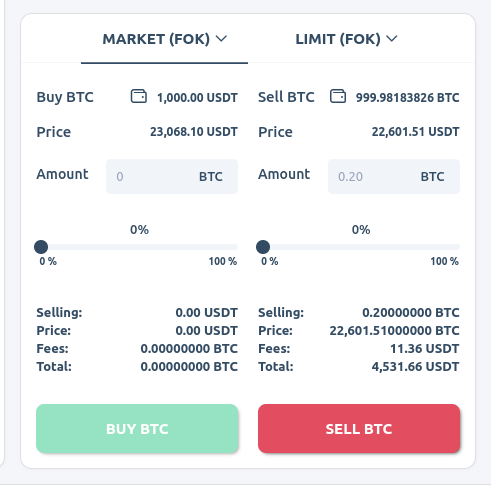 MARKET (FOK) LIMIT (FOK)
Buy BTC 1,000.00 USDT Sell BTC 999.98183826 BTC
Price 23,068.10 USDT Price 22,601.51 USDT
Amount 0 BTC Amount 0.20 BTC
0% 0%
0 % 100 % 0 % 100 %
Selling: 0.00 USDT Selling: 0.20000000 BTC
Price: 0.00 USDT Price: 22,601.51000000 BTC
Fees: 0.00000000 BTC Fees: 11.36 USDT
Total: 0.00000000 BTC Total: 4,531.66 USDT
BUY BTC SELL BTC